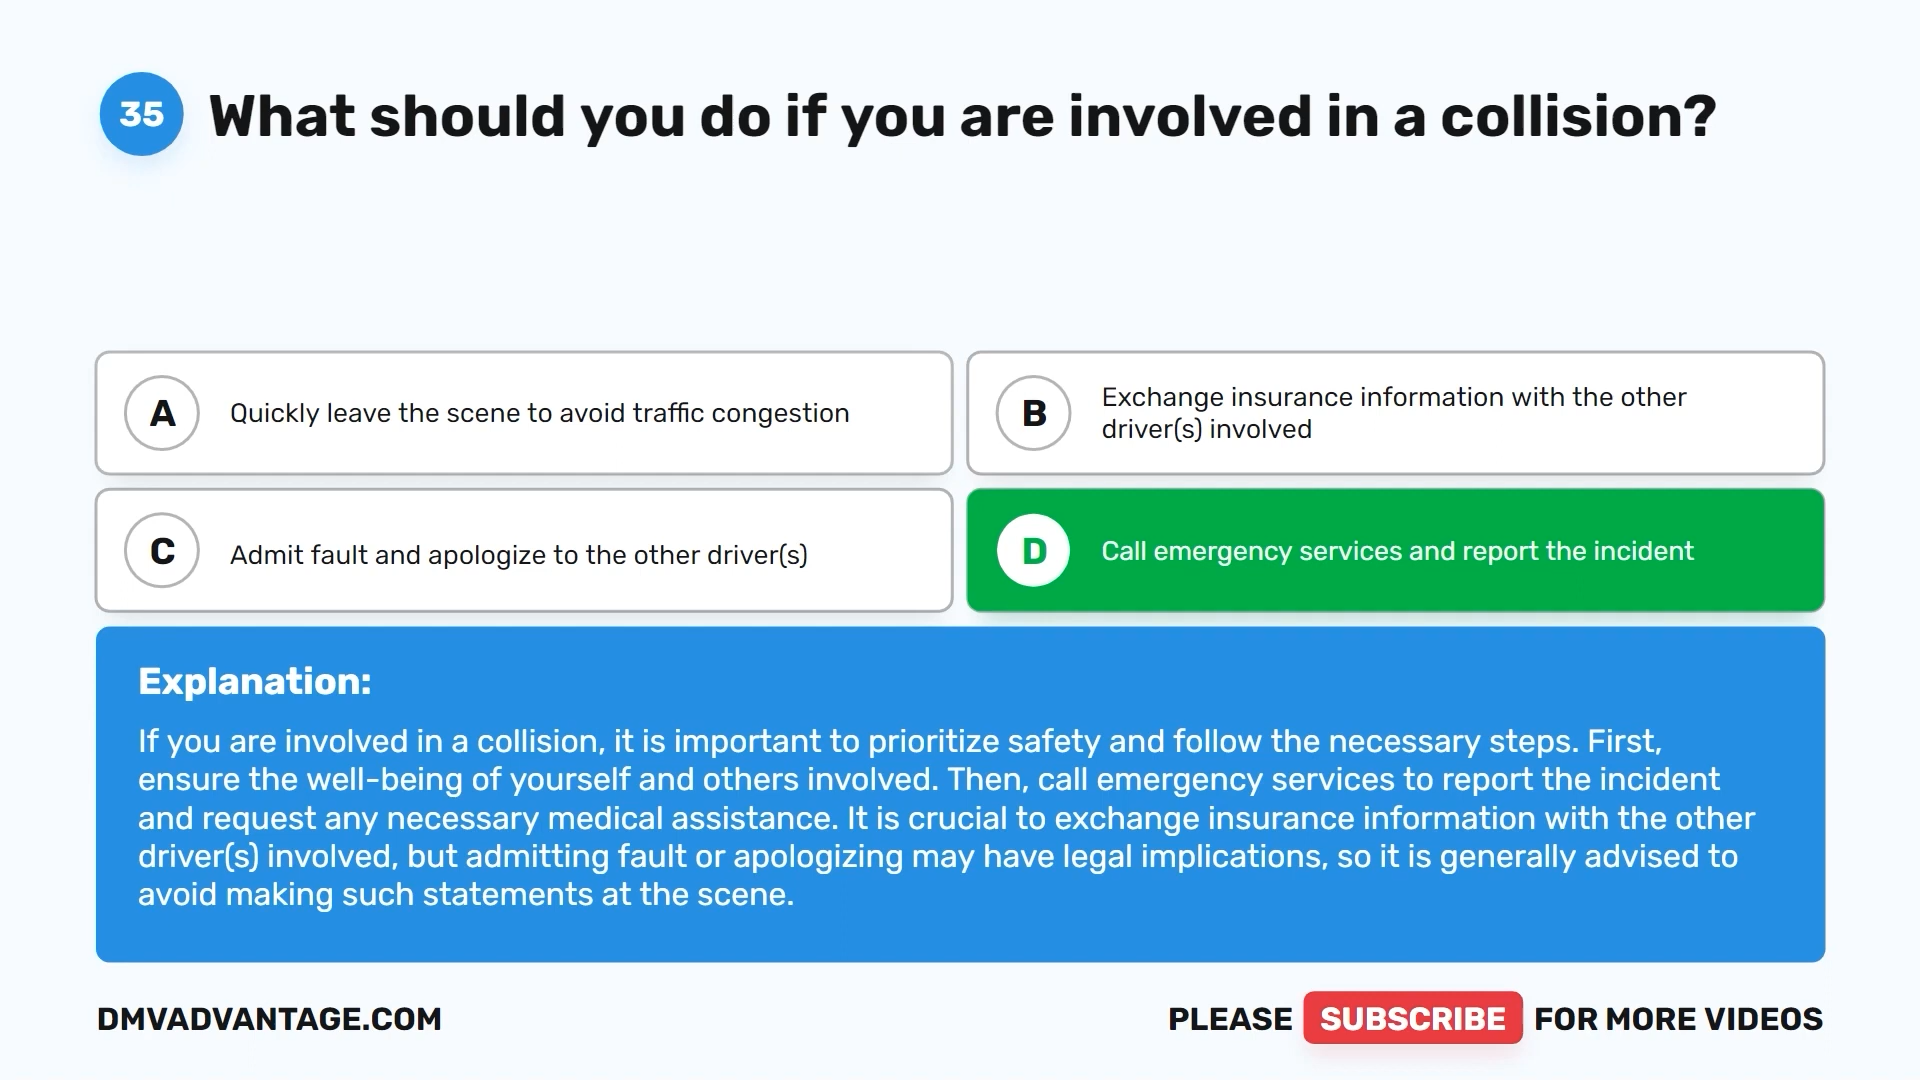 35 What should you do if you are involved in a collision?
A Quickly leave the scene to avoid traffic congestion
B Exchange insurance information with the other
driver(s) involved
C Admit fault and apologize to the other driver(s)
D Call emergency services and report the incident
Explanation:
If you are involved in a collision, it is important to prioritize safety and follow the necessary steps. First,
ensure the well-being of yourself and others involved. Then, call emergency services to report the incident
and request any necessary medical assistance. It is crucial to exchange insurance information with the other
driver(s) involved, but admitting fault or apologizing may have legal implications, so it is generally advised to
avoid making such statements at the scene.
DMVADVANTAGE.COM
PLEASE SUBSCRIBE FOR MORE VIDEOS